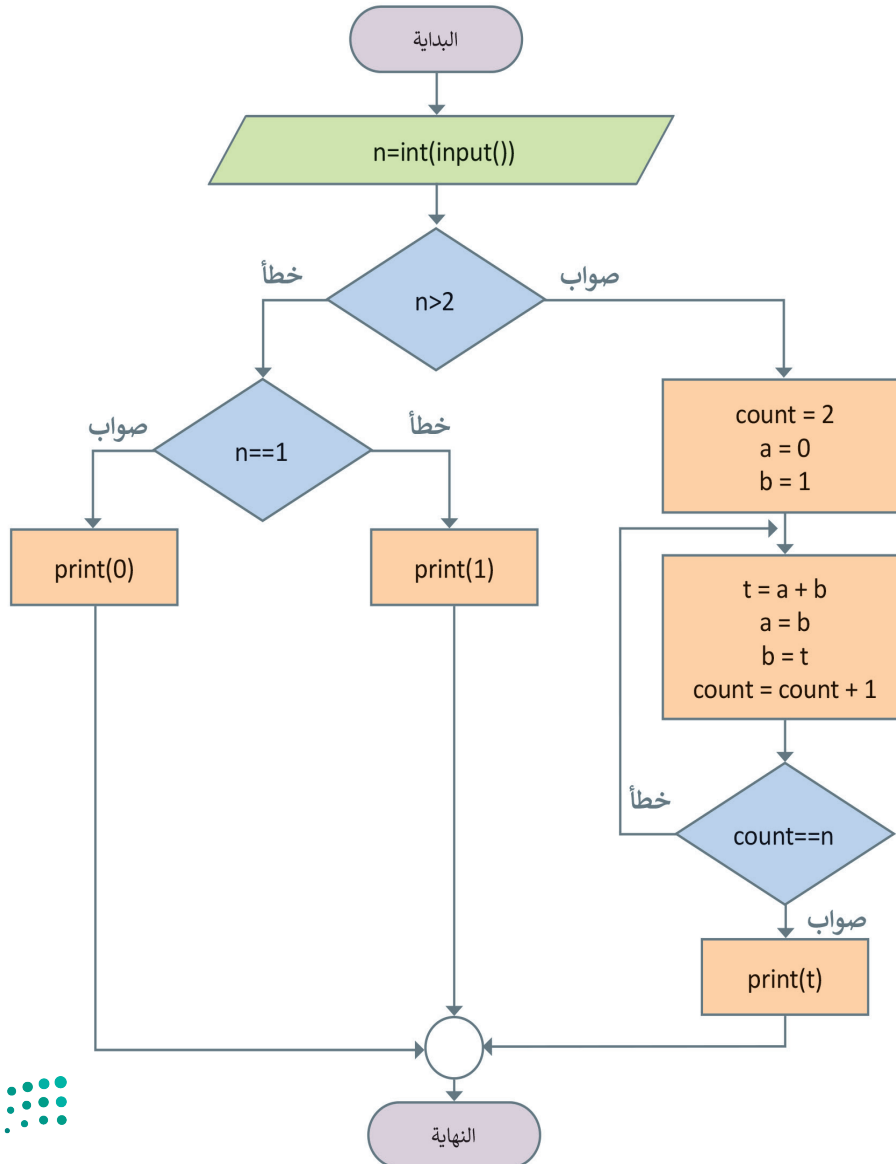 البداية
n=int(input())
n>2
خطأ
صواب
n==1
صواب
خطأ
print(0)
print(1)
count = 2
a = 0
b = 1
t = a + b
a = b
b = t
count = count + 1
count==n
خطأ
صواب
print(t)
النهاية